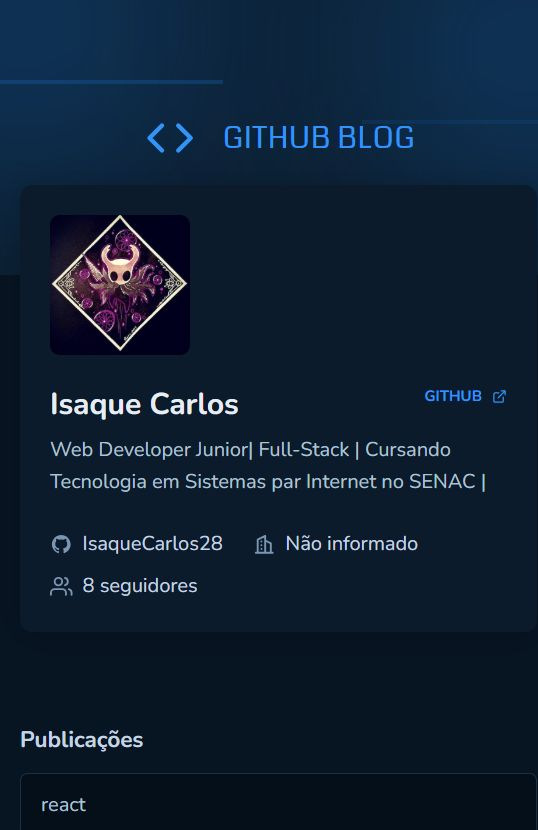 GITHUB BLOG
Isaque Carlos
GITHUB
Web Developer Junior| Full-Stack | Cursando
Tecnologia em Sistemas par Internet no SENAC |
IsaqueCarlos28 Não informado
8 seguidores
Publicações
react